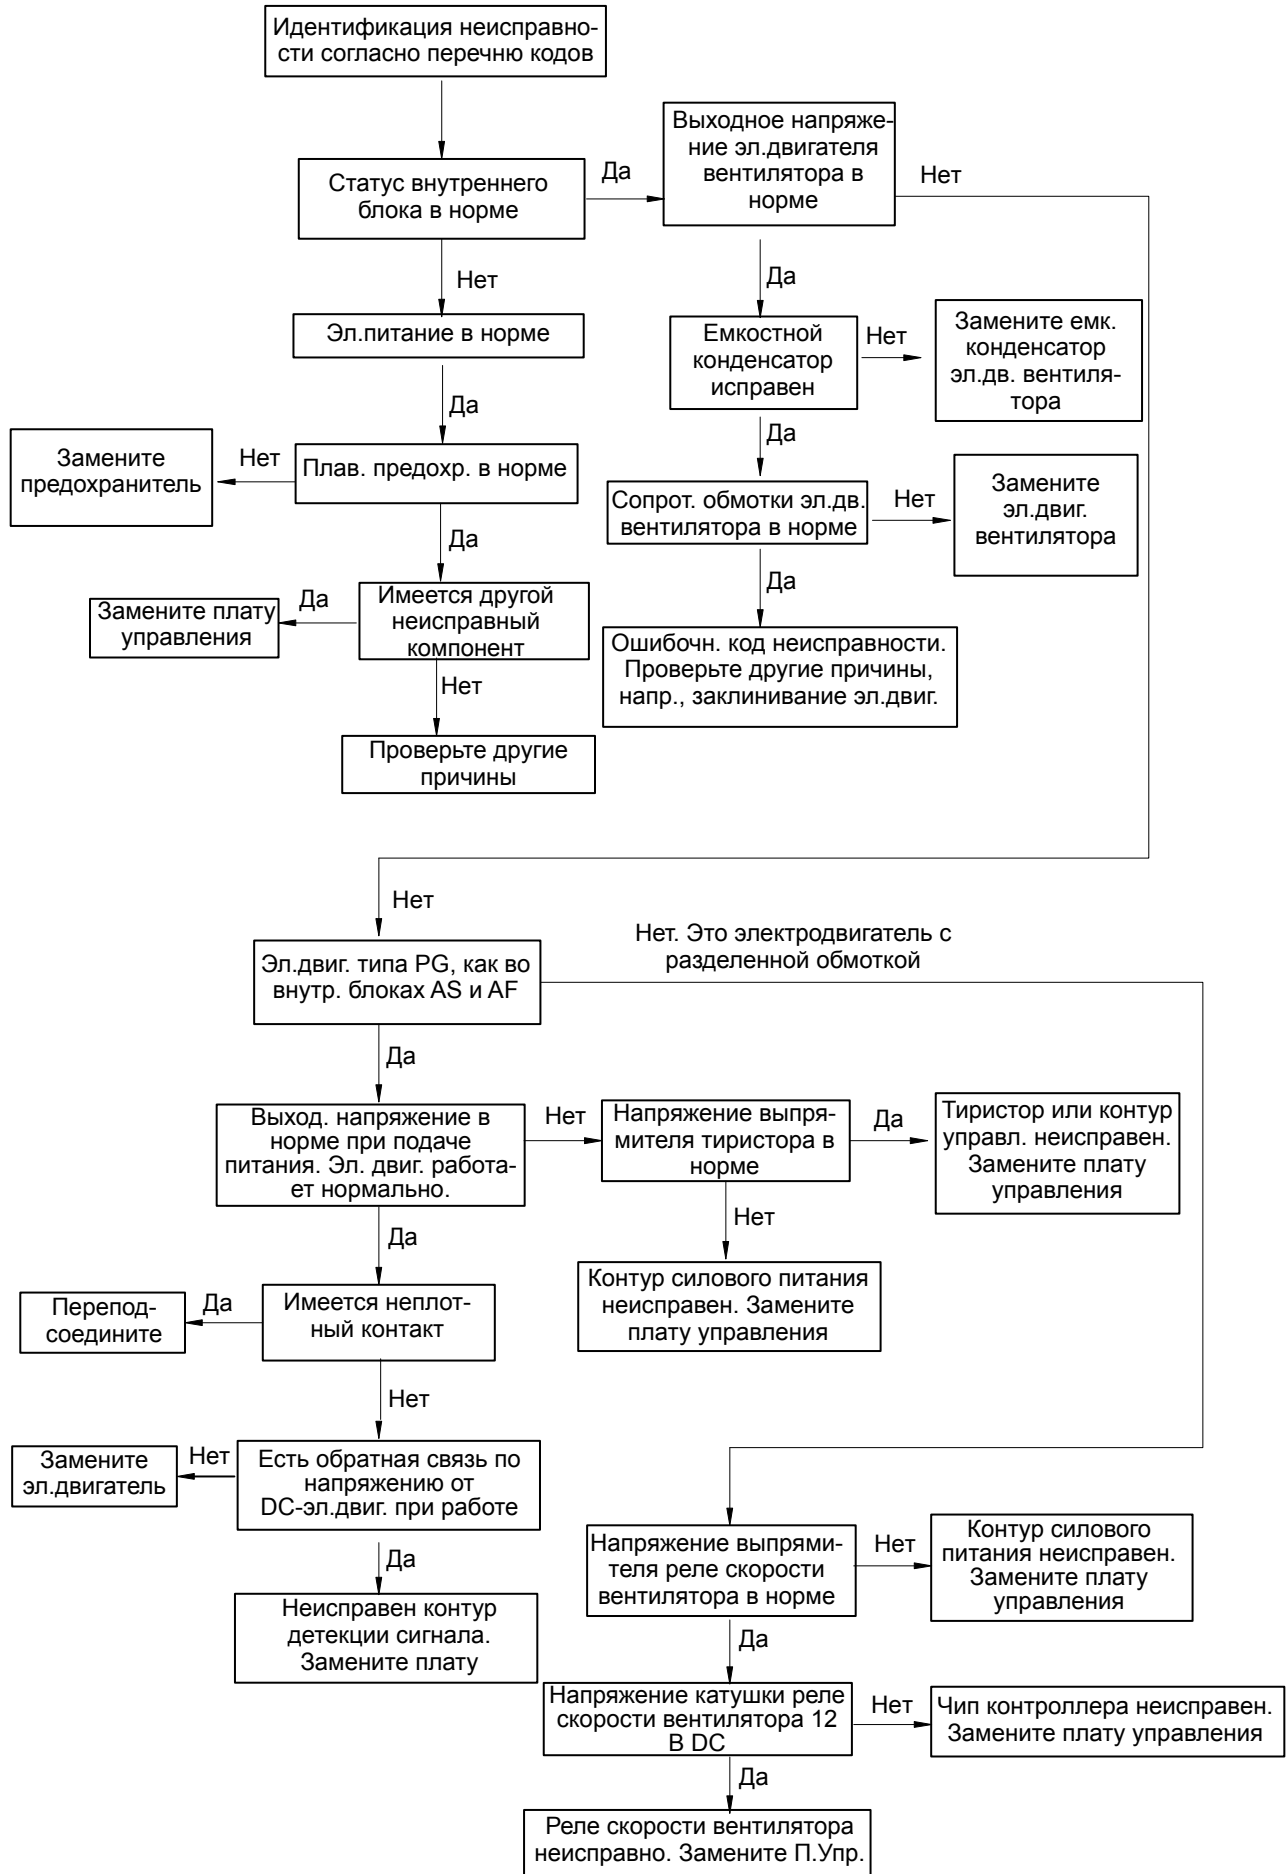 Идентификация неисправно-
сти согласно перечню кодов
Выходное напряже-
ние эл.двигателя
вентилятора в
норме
Нет
Да
Статус внутреннего
блока в норме
Нет
Да
Эл.питание в норме
Емкостной
конденсатор
исправен
Нет
Замените емк.
конденсатор
эл.дв. вентиля-
тора
Да
Да
Замените
предохранитель
Нет
Плав. предохр. в норме
Сопрот. обмотки эл.дв.
вентилятора в норме
Нет
Замените
эл.двиг.
вентилятора
Да
Да
Замените плату
управления
Да
Имеется другой
неисправный
компонент
Ошибочн. код неисправности.
Проверьте другие причины,
напр., заклинивание эл.двиг.
Нет
Проверьте другие
причины
Нет
Нет. Это электродвигатель с
разделенной обмоткой
Эл.двиг. типа PG, как во
внутр. блоках AS и AF
Да
Выход. напряжение в
норме при подаче
питания. Эл. двиг. работа-
ет нормально.
Нет
Напряжение выпря-
мителя тиристора в
норме
Да
Тиристор или контур
управл. неисправен.
Замените плату
управления
Да
Нет
Контур силового питания
неисправен. Замените
плату управления
Перепод-
соедините
Да
Имеется неплот-
ный контакт
Нет
Замените
эл.двигатель
Нет
Есть обратная связь по
напряжению от
DC-эл.двиг. при работе
Да
Неисправен контур
детекции сигнала.
Замените плату
Напряжение выпрями-
теля реле скорости
вентилятора в норме
Нет
Контур силового
питания неисправен.
Замените плату
управления
Да
Напряжение катушки реле
скорости вентилятора 12
В DC
Нет
Чип контроллера неисправен.
Замените плату управления
Да
Реле скорости вентилятора
неисправно. Замените П.Упр.